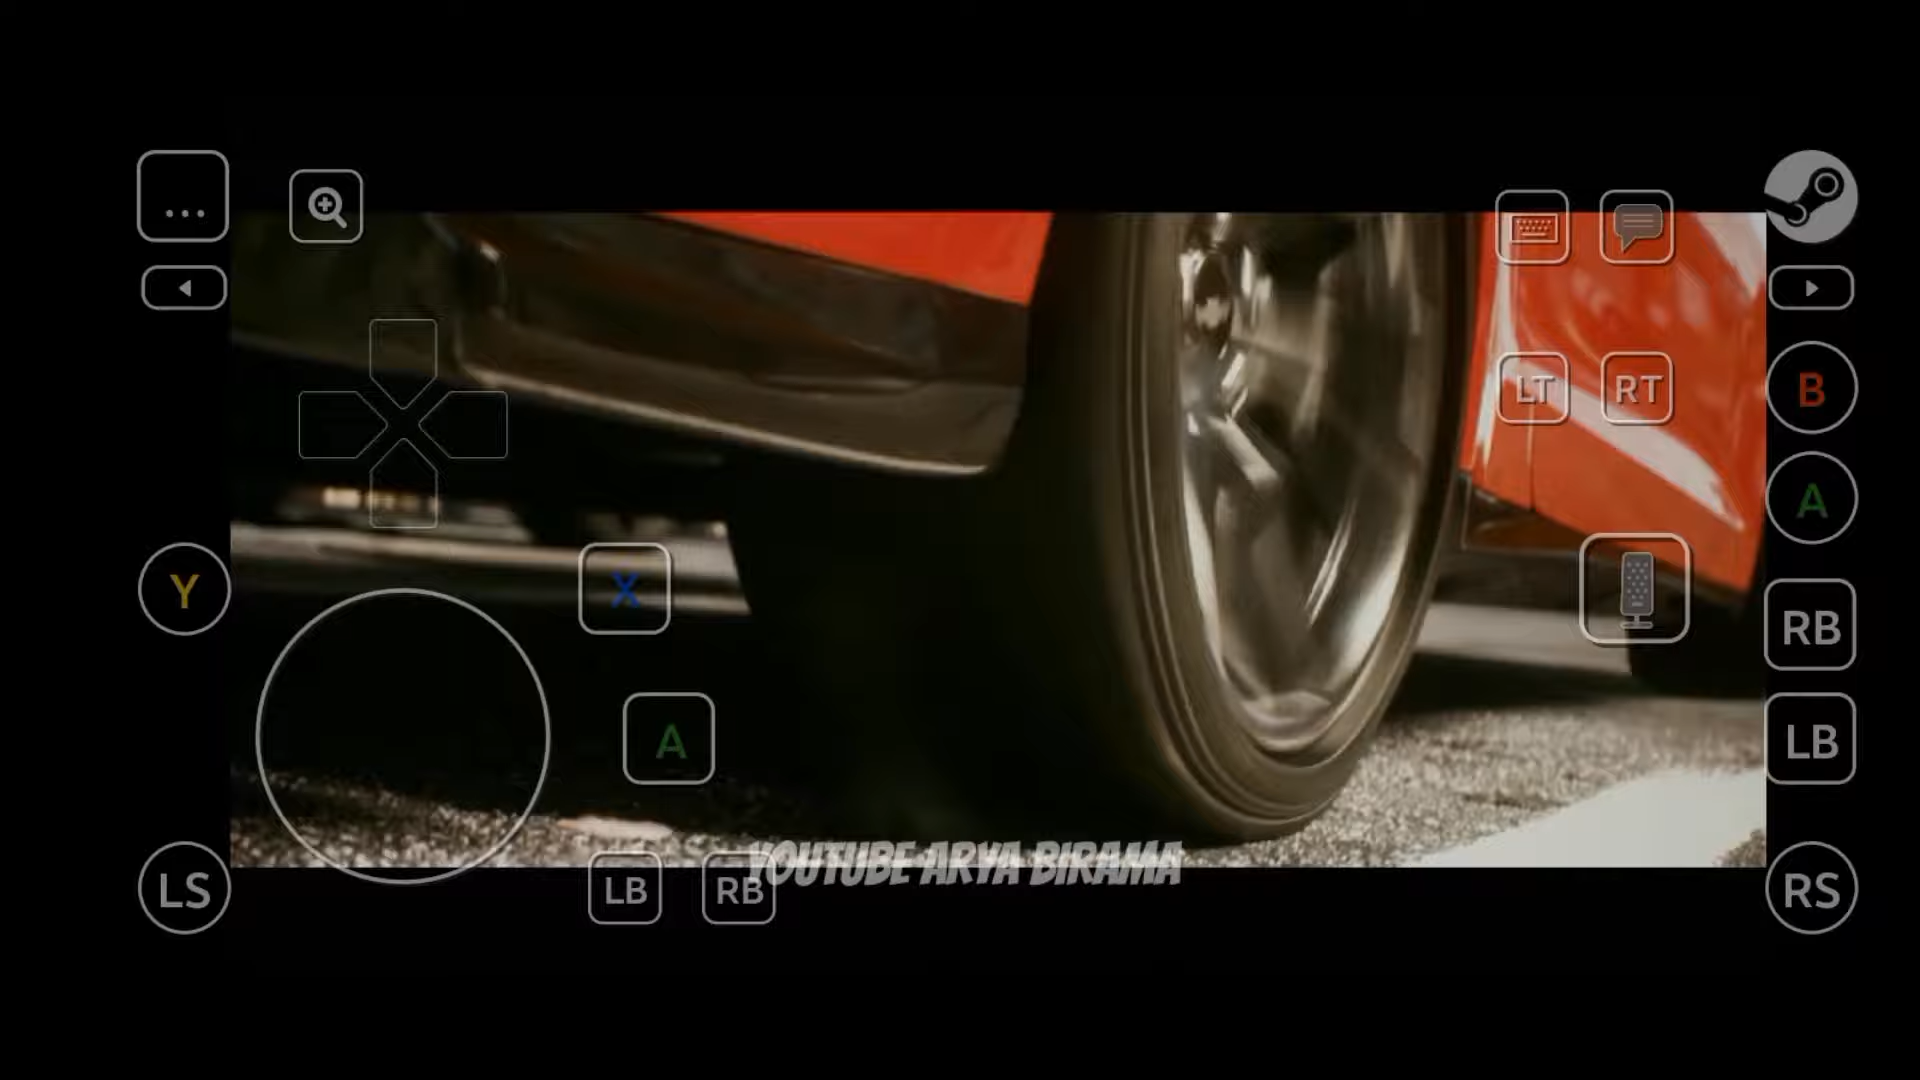 ...
LT
RT
B
A
Y
X
RB
A
LB
YOUTUBE ARYA BIRAMA
LS
LB
RB
RS